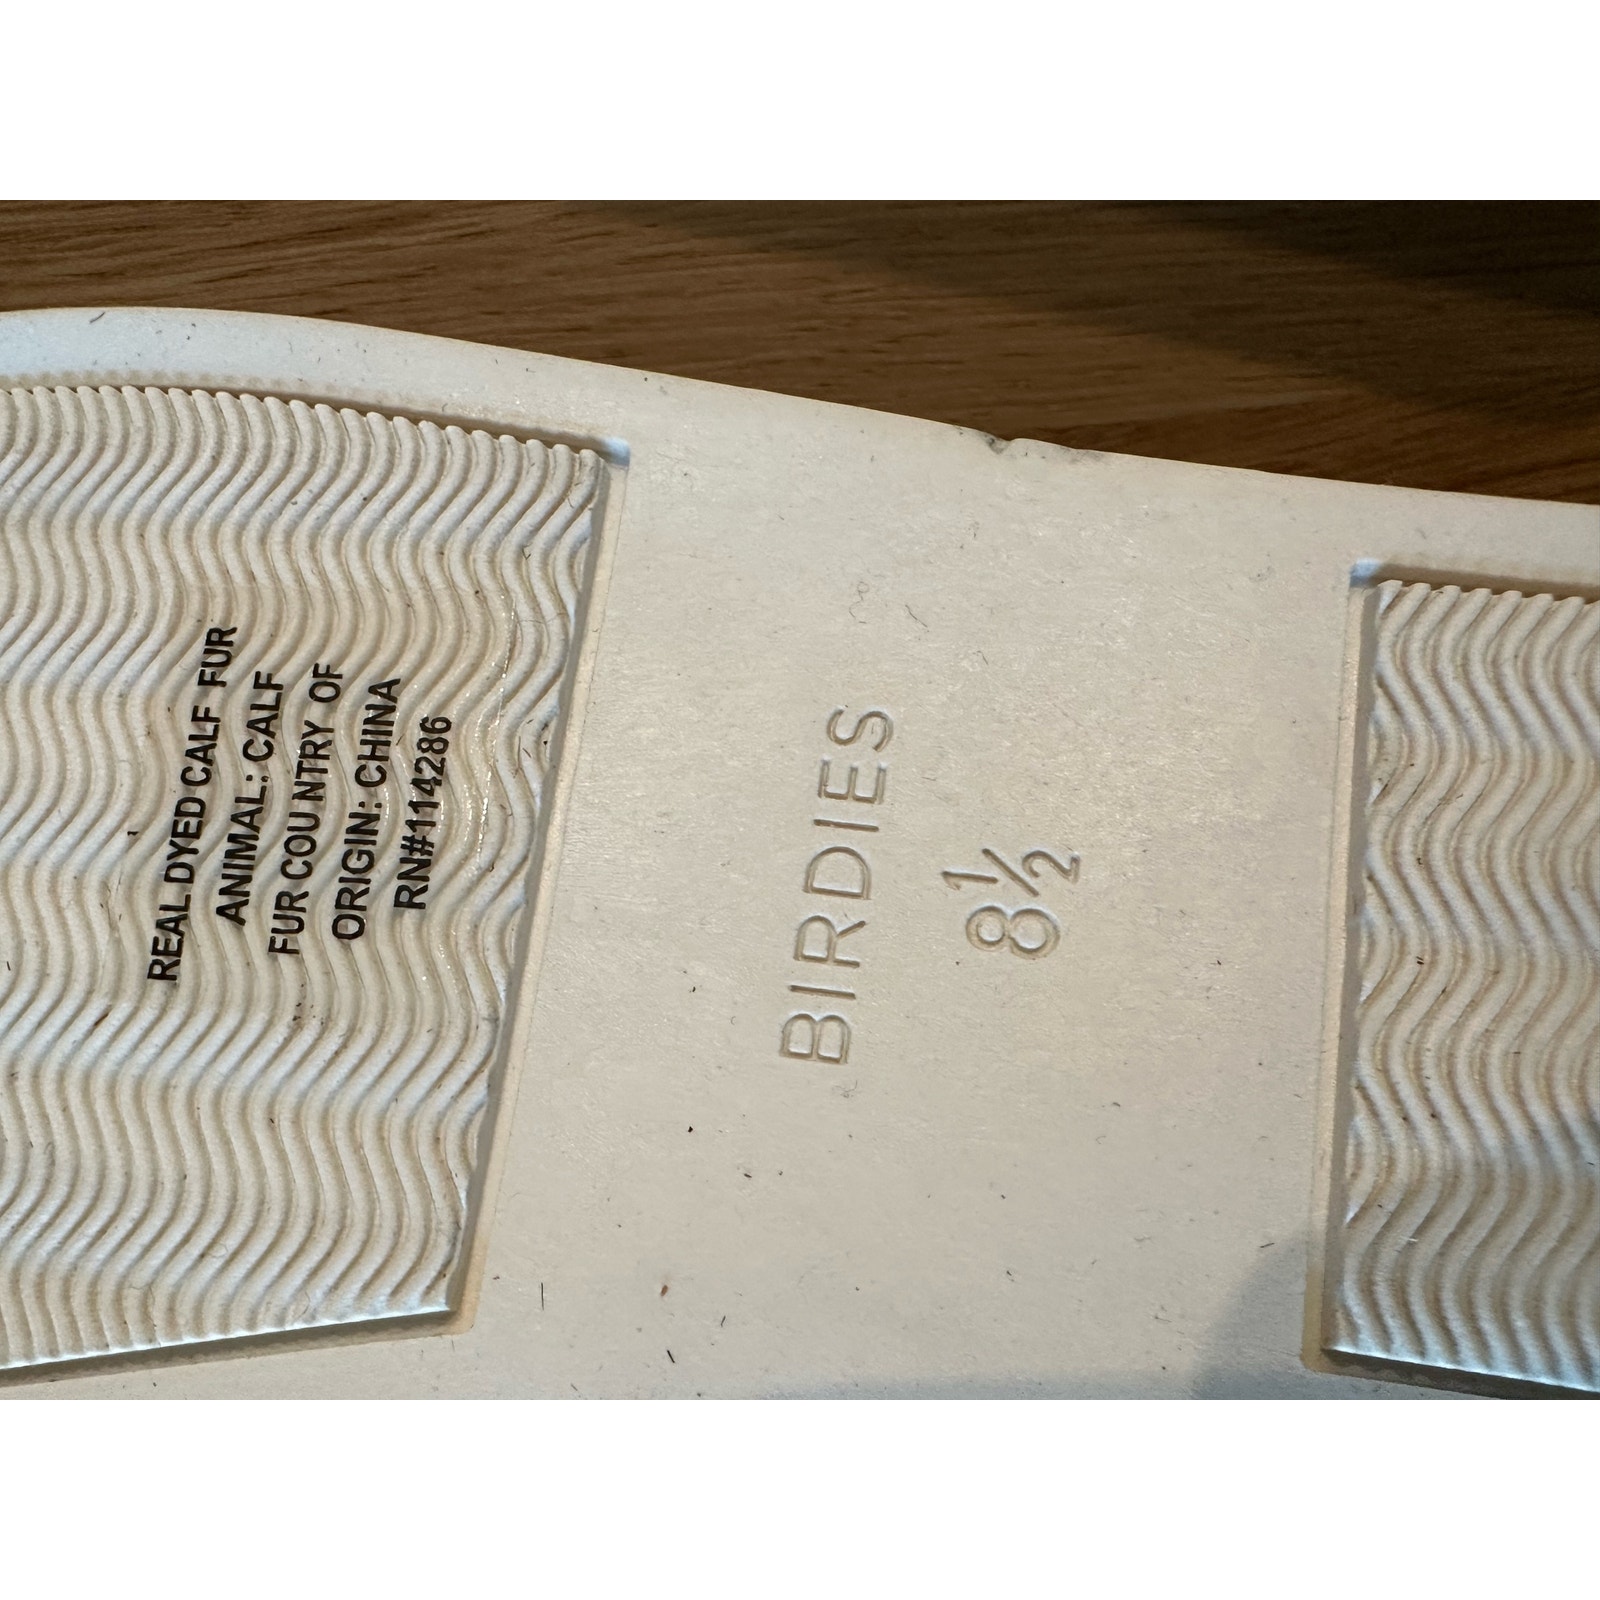 REAL DYED CALF FUR
ANIMAL: CALF
FUR COUNTRY OF
ORIGIN: CHINA
RN#114286
BIRDIES
8½